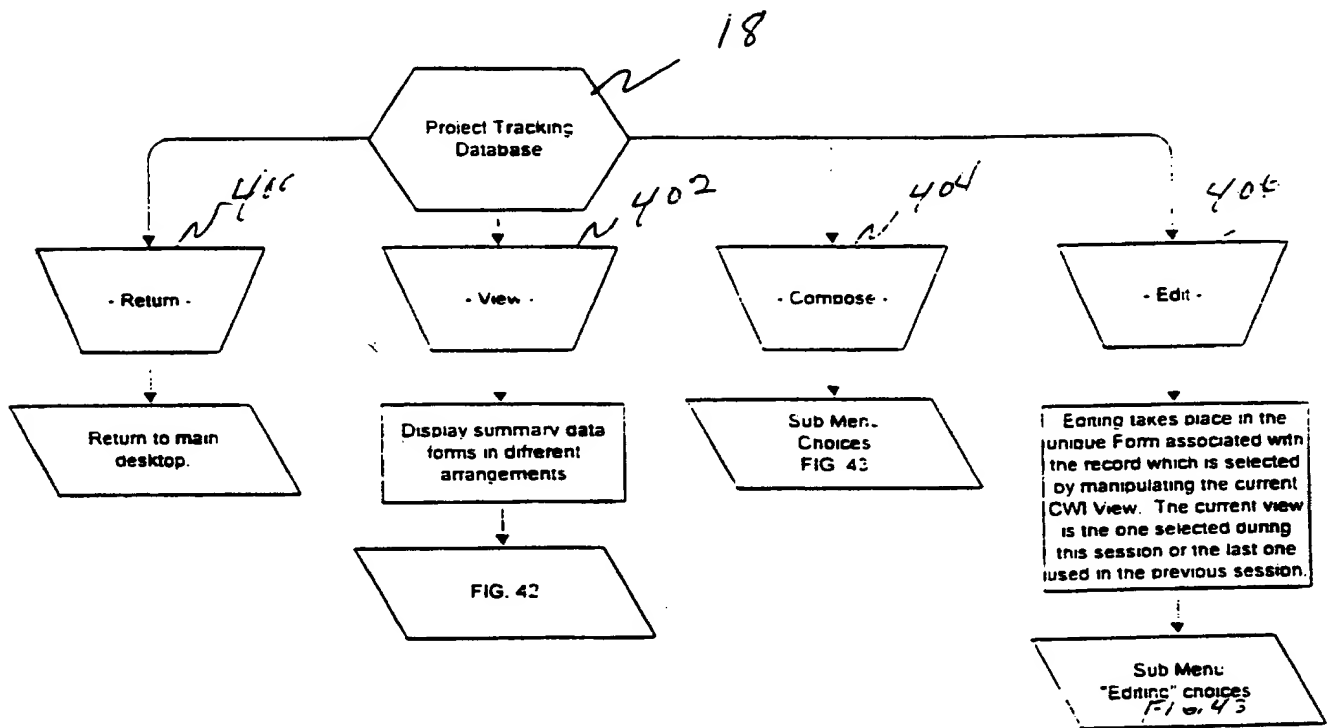 18
Project Tracking
Database
402
404
- Return -
- View -
- Compose -
- Edit -
Return to main
desktop.
Display summary data
forms in different
arrangements
Sub Menu
Choices
FIG. 43
Editing takes place in the
unique Form associated with
the record which is selected
by manipulating the current
CWI View. The current view
is the one selected during
this session or the last one
used in the previous session.
FIG. 42
Sub Menu
"Editing" choices
FIG. 43